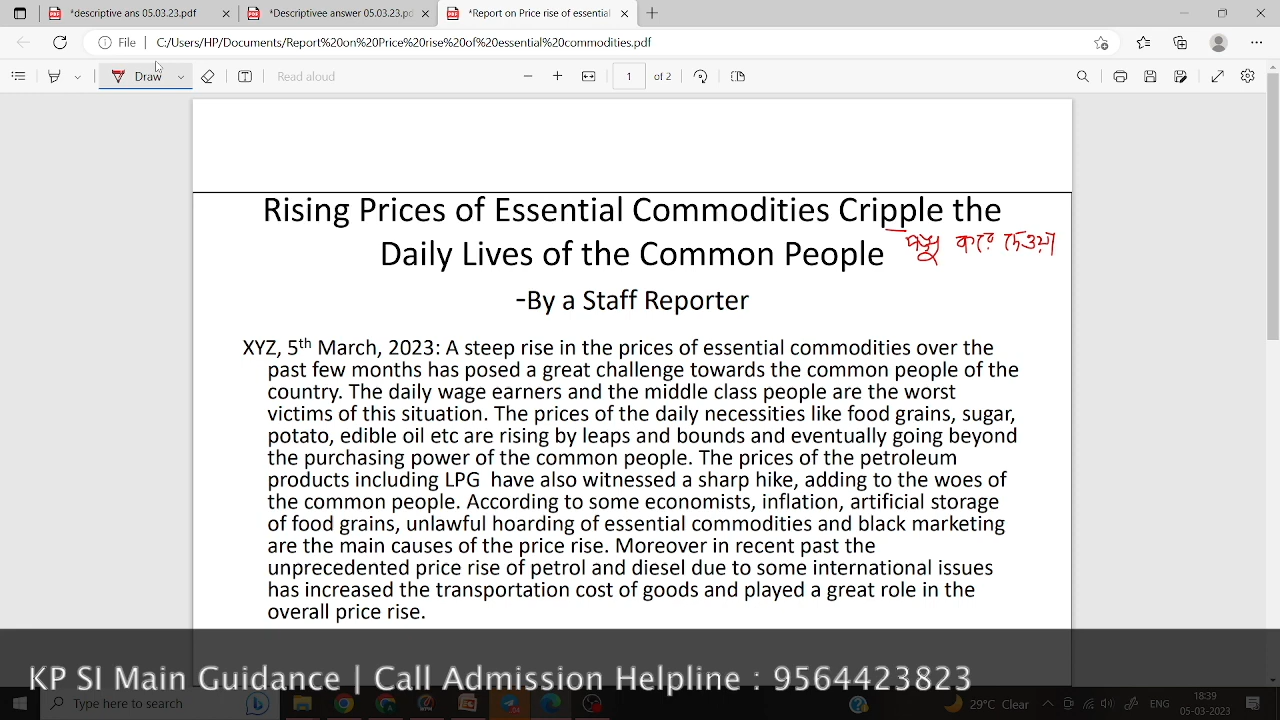 *descriptive ans 05.03.23.pdf
*Descriptivee answer 05.03.23.pd
*Report on Price rise of essential
File
C:/Users/HP/Documents/Report%20on%20Price%20rise%20of%20essential%20commodities.pdf
Draw
Read aloud
1 of 2
Rising Prices of Essential Commodities Cripple the
Daily Lives of the Common People
পঙ্গু করে দেওয়া
-By a Staff Reporter
XYZ, 5th March, 2023: A steep rise in the prices of essential commodities over the
past few months has posed a great challenge towards the common people of the
country. The daily wage earners and the middle class people are the worst
victims of this situation. The prices of the daily necessities like food grains, sugar,
potato, edible oil etc are rising by leaps and bounds and eventually going beyond
the purchasing power of the common people. The prices of the petroleum
products including LPG have also witnessed a sharp hike, adding to the woes of
the common people. According to some economists, inflation, artificial storage
of food grains, unlawful hoarding of essential commodities and black marketing
are the main causes of the price rise. Moreover in recent past the
unprecedented price rise of petrol and diesel due to some international issues
has increased the transportation cost of goods and played a great role in the
overall price rise.
KP SI Main Guidance | Call Admission Helpline : 9564423823
Type here to search
29°C Clear
ENG
18:39
05-03-2023